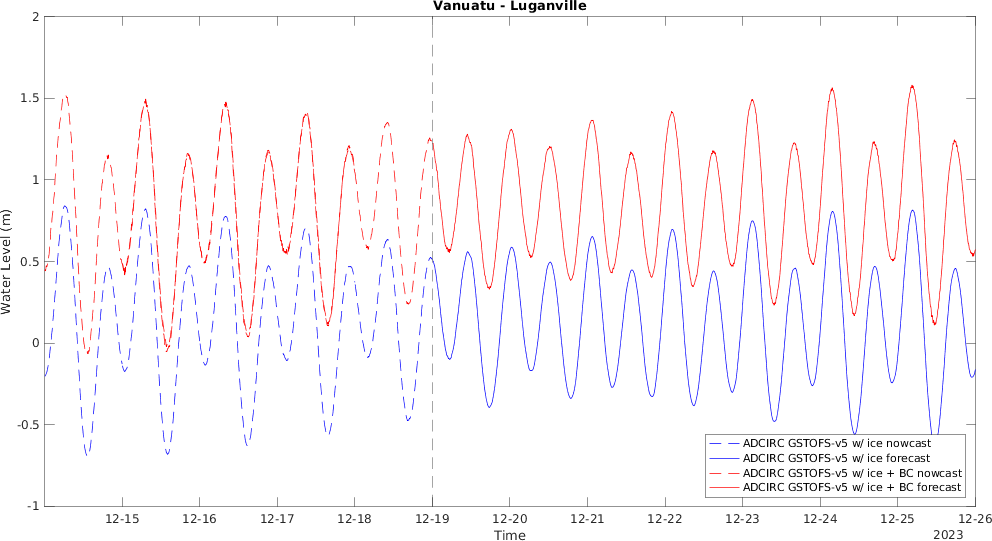 Vanuatu - Luganville
2
1.5
1
0.5
0
-0.5
-1
Water Level (m)
ADCIRC GSTOFS-v5 w/ ice nowcast
ADCIRC GSTOFS-v5 w/ ice forecast
ADCIRC GSTOFS-v5 w/ ice + BC nowcast
ADCIRC GSTOFS-v5 w/ ice + BC forecast
12-15 12-16 12-17 12-18 12-19 12-20 12-21 12-22 12-23 12-24 12-25 12-26
Time
2023